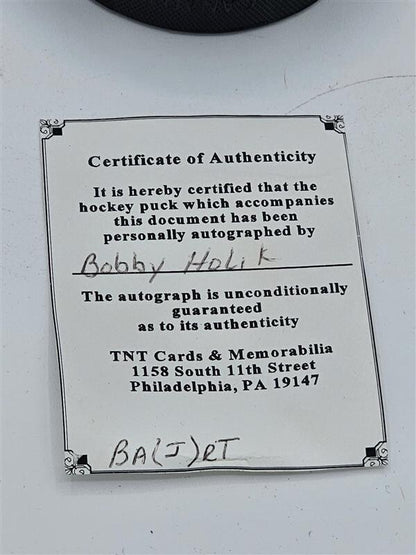 Certificate of Authenticity
It is hereby certified that the
hockey puck which accompanies
this document has been
personally autographed by
Bobby Holik
The autograph is unconditionally
guaranteed
as to its authenticity
TNT Cards & Memorabilia
1158 South 11th Street
Philadelphia, PA 19147
BA(J)RT